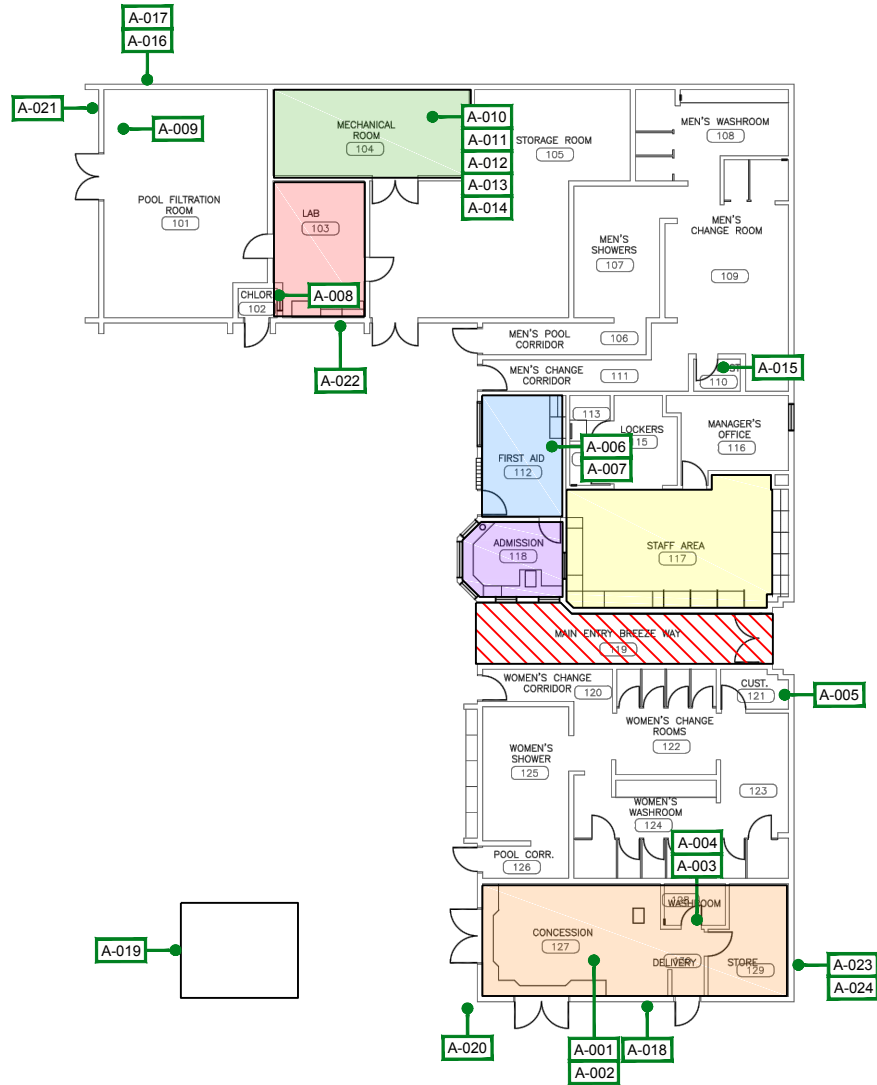 A-017
A-016
A-021
A-009
MECHANICAL
ROOM
104
A-010
A-011
A-012
A-013
A-014
STORAGE ROOM
105
MEN'S WASHROOM
108
POOL FILTRATION
ROOM
101
LAB
103
MEN'S
SHOWERS
107
MEN'S
CHANGE ROOM
109
CHLOR
102
A-008
A-022
MEN'S POOL
CORRIDOR
106
MEN'S CHANGE
CORRIDOR
111
110
A-015
FIRST AID
112
113
LOCKERS
15
A-006
A-007
MANAGER'S
OFFICE
116
ADMISSION
118
STAFF AREA
117
MAIN ENTRY BREEZE WAY
119
WOMEN'S CHANGE
CORRIDOR
120
CUST.
121
A-005
WOMEN'S CHANGE
ROOMS
122
WOMEN'S
SHOWER
125
123
WOMEN'S
WASHROOM
124
A-004
A-003
POOL CORR.
126
WASHROOM
CONCESSION
127
DELIVERY
STORE
129
A-019
A-023
A-024
A-020
A-001
A-002
A-018